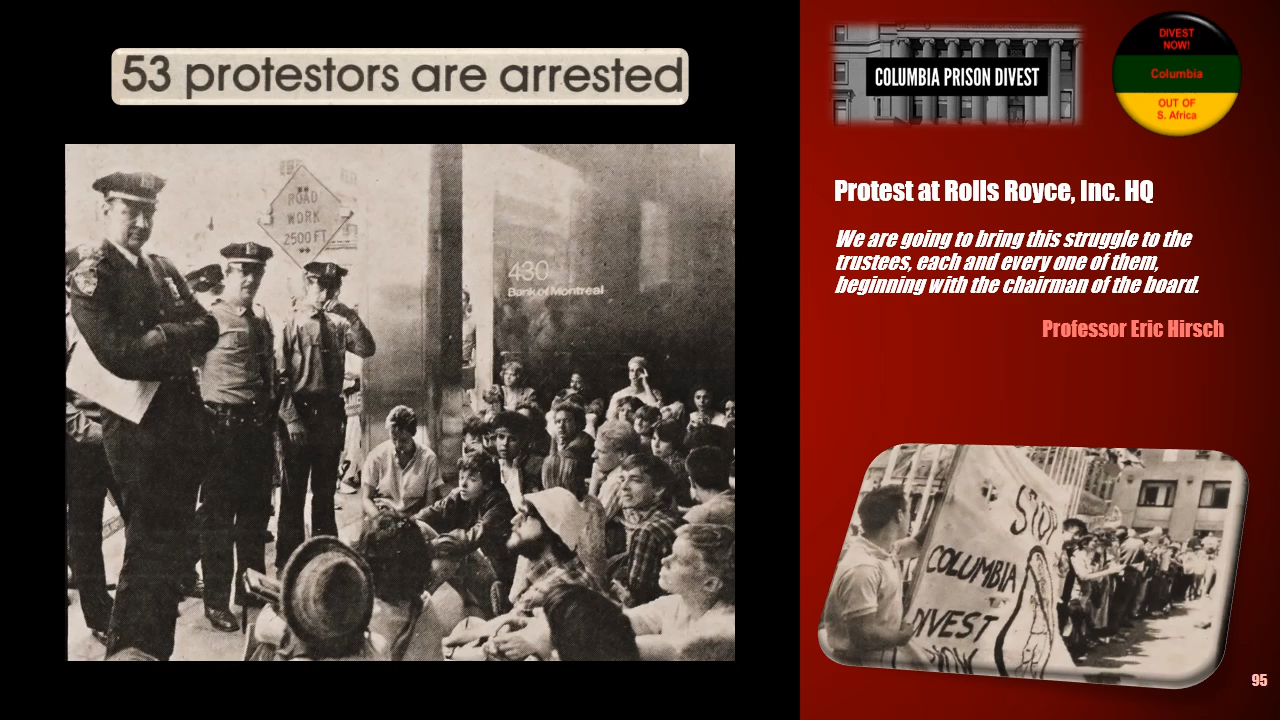 53 protestors are arrested
ROAD
WORK
2500 FT
430
Bank of Montreal
COLUMBIA PRISON DIVEST
DIVEST
NOW!
Columbia
OUT OF
S. Africa
Protest at Rolls Royce, Inc. HQ
We are going to bring this struggle to the
trustees, each and every one of them,
beginning with the chairman of the board.
Professor Eric Hirsch
STOP
COLUMBIA
DIVEST
NOW
95